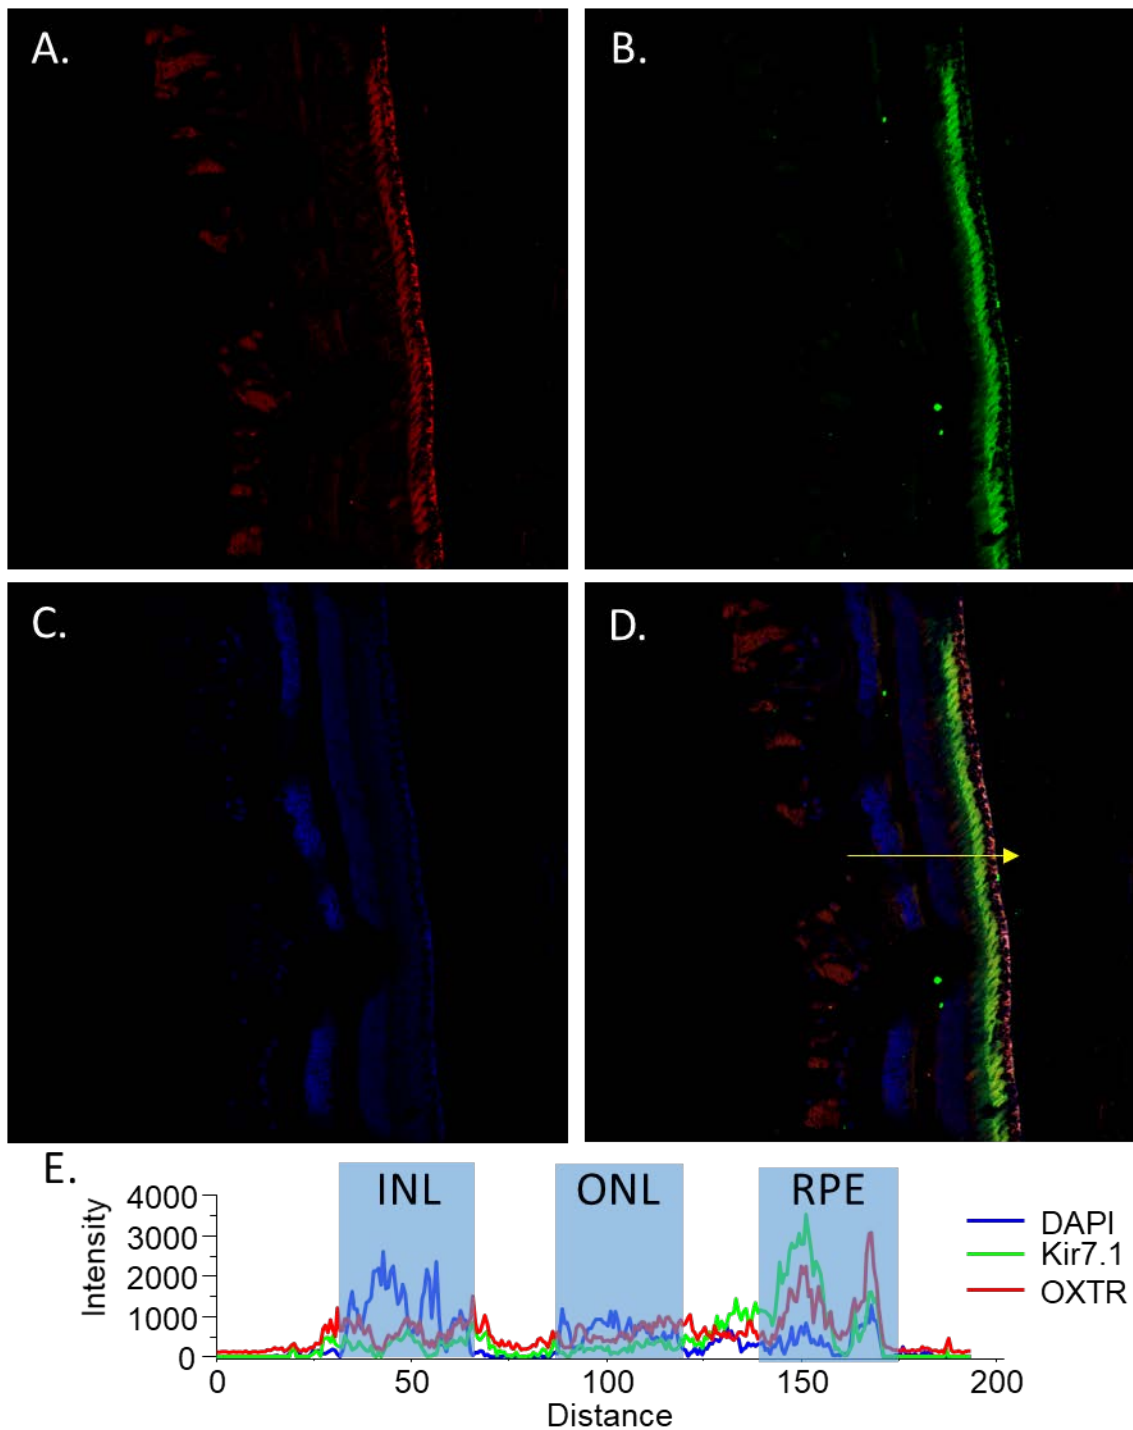 A.
B.
C.
D.
E.
INL
ONL
RPE
4000
3000
2000
1000
0
Intensity
0
50
100
150
200
Distance
DAPI
Kir7.1
OXTR